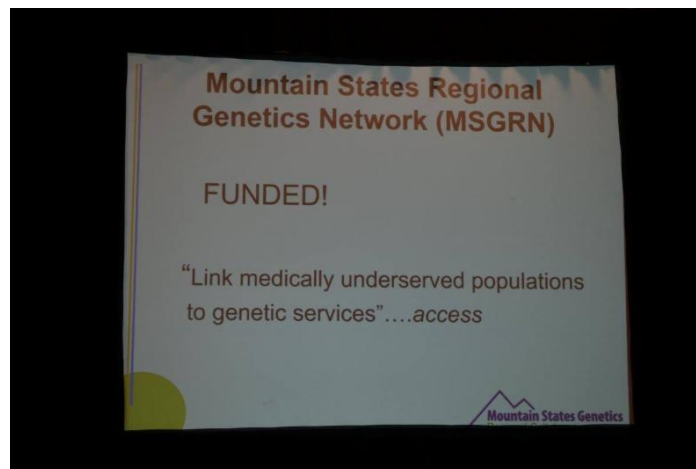 Mountain States Regional
Genetics Network (MSGRN)
FUNDED!
“Link medically underserved populations
to genetic services”....access
Mountain States Genetics